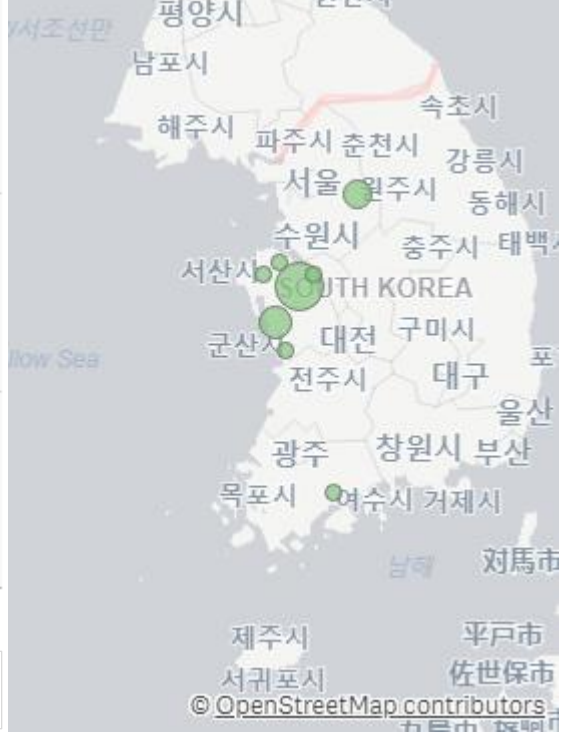 평양시
서조선만
남포시
속초시
해주시
파주시
춘천시
강릉시
서울
원주시
동해시
수원시
충주시
태백시
서산시
SOUTH KOREA
군산시
대전
구미시
llow Sea
전주시
대구
포
울산
광주
창원시
부산
목포시
여수시
거제시
남해
対馬市
제주시
平戸市
서귀포시
佐世保市
© OpenStreetMap contributors